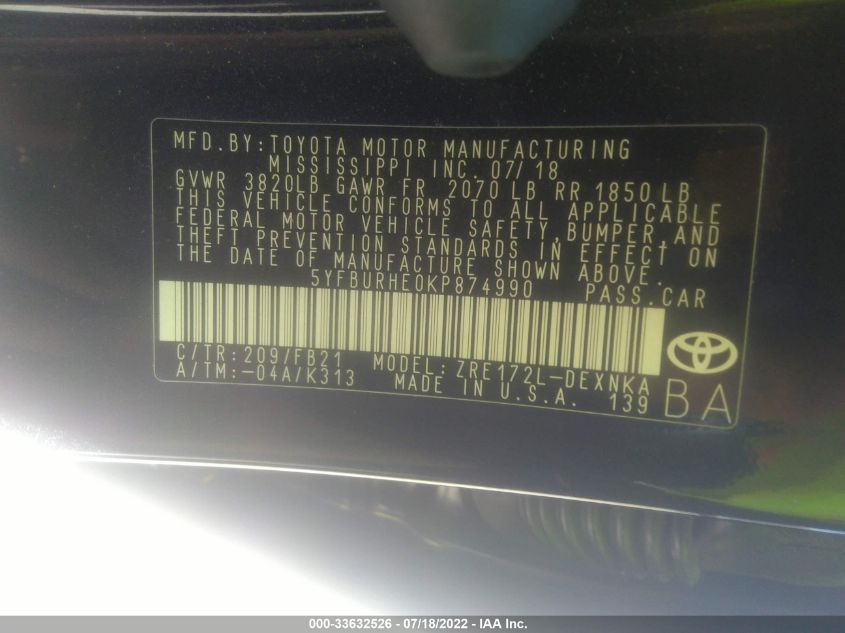 MFD.BY:TOYOTA MOTOR MANUFACTURING
MISSISSIPPI INC. 07/18
GVWR 3820LB GAWR FR 2070 LB RR 1850 LB
THIS VEHICLE CONFORMS TO ALL APPLICABLE
FEDERAL MOTOR VEHICLE SAFETY, BUMPER, AND
THEFT PREVENTION STANDARDS IN EFFECT ON
THE DATE OF MANUFACTURE SHOWN ABOVE.
5YFBURHE0KP874990 PASS.CAR
C/TR:209/FB21 MODEL:ZRE172L-DEXNKA
A/TM:-04A/K313 MADE IN U.S.A. 139
BA
000-33632526 - 07/18/2022 - IAA Inc.